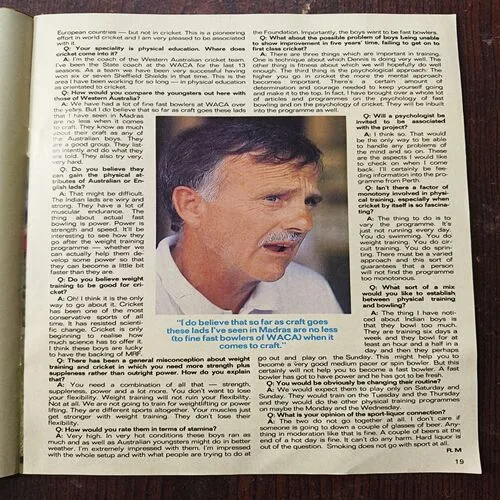 European countries — but not in cricket. This is a pioneering
effort in world cricket and I am very pleased to be associated
with it.
Q: Your speciality is physical education. Where does
cricket come into it?
A: I'm the coach of the Western Australian cricket team.
I've been the State coach at the WACA for the last 13
seasons. As a team we've been very successful having
won six or seven Sheffield Shields in that time. This is the
area I have been working for so long — is physical education
as orientated to cricket.
Q: How would you compare the youngsters out here with
those of Western Australia?
A: We have had a lot of fine fast bowlers at WACA over
the years. But I do believe that so far as craft goes these lads
that I have seen in Madras
are no less when it comes
to craft. They know as much
about their craft as any of
the Australian boys. They
are a good group. They list-
en intently and do what they
are told. They also try very,
very hard.
Q: Do you believe they
can gain the physical at-
tributes of Australian or En-
glish lads?
A: That might be difficult.
The Indian lads are wiry and
strong. They have a lot of
muscular endurance. The
thing about actual fast
bowling is power. Power is
strength and speed. It'll be
interesting to see how they
go after the weight training
programme — whether we
can actually help them de-
velop some power so that
they can become a little bit
faster than they are.
Q: Do you believe weight
training to be good for cri-
cket?
A: Oh! I think it is the only
way to go about it. Cricket
has been one of the most
conservative sports of all
time. It has resisted scienti-
fic change. Cricket is only
beginning to realise how
much science has to offer it.
I think these boys are lucky
to have the backing of MRF.
Q: There has been a general misconception about weight
training and cricket in which you need more strength plus
suppleness rather than outright power. How do you explain
that?
A: You need a combination of all that — strength,
suppleness, power and a lot more. You don't want to lose
your flexibility. Weight training will not ruin your flexibility.
Not at all. We are not going to train for weightlifting or power
lifting. They are different sports altogether. Your muscles just
get stronger with weight training. They don't lose their
flexibility.
Q: How would you rate them in terms of stamina?
A: Very high. In very hot conditions these boys ran as
much and as well as Australian youngsters might do in better
weather. I'm extremely impressed with them. I'm impressed
with the whole setup and with what people are trying to do at
the Foundation. Importantly, the boys want to be fast bowlers.
Q: What about the possible problem of boys being unable
to show improvement in five years' time, failing to get on to
first class cricket?
A: There are three things which are important in training.
One is technique about which Dennis is doing very well. The
other thing is fitness about which we will hopefully do well
enough. The third thing is the psychological approach. The
higher you go in cricket the more the mental approach
becomes important. There's a certain amount of
determination and courage needed to keep yourself going
and make it to the top. In fact, I have brought over a whole lot
of articles and programmes on the psychology of fast
bowling and on the psychology of cricket. They will be inbuilt
into the programme as well.
Q: Will a psychologist be
invited to be associated
with the project?
A: I think so. That would
be the only way to be able
to handle any problems of
the mind and so on. These
are the aspects I would like
to check on when I come
back. I'll certainly be fee-
ding information into the pro-
gramme from Perth.
Q: Isn't there a factor of
monotony involved in physi-
cal training, especially when
cricket by itself is so fascina-
ting?
A: The thing to do is to
vary the programme. It's
just not running every day.
You do swimming. You do
weight training. You do cir-
cuit training. You do sprin-
ting. There must be a varied
approach and this sort of
guarantees that a person
will not find the programme
too monotonous.
Q: What sort of a mix
would you like to establish
between physical training
and bowling?
A: The thing I have noti-
ced about Indian boys is
that they bowl too much.
They are training six days a
week and they bowl for at
least an hour and a half in a
day and then they perhaps
go out and play on the Sunday. This might help you to
become a very good medium pacer or spin bowler. But this
certainly will not help you to become a fast bowler. A fast
bowler has got to have power and he has got to be fresh.
Q: You would be obviously be changing their routine?
A: We would expect them to play only on Saturday and
Sunday. They would train on the Tuesday and the Thursday
and they would do the other physical training programmes
on maybe the Monday and the Wednesday.
Q: What is your opinion of the sport-liquor connection?
A: The two do not go together at all. I don't care if
someone is going to down a couple of glasses of beer. Any-
thing in moderation like that is fine. A couple of beers at the
end of a hot day is fine. It can't do any harm. Hard liquor is
out of the question. Smoking does not go with sport at all.
R.M
"I do believe that so far as craft goes
these lads I've seen in Madras are no less
(to fine fast bowlers of WACA) when it
comes to craft."
19